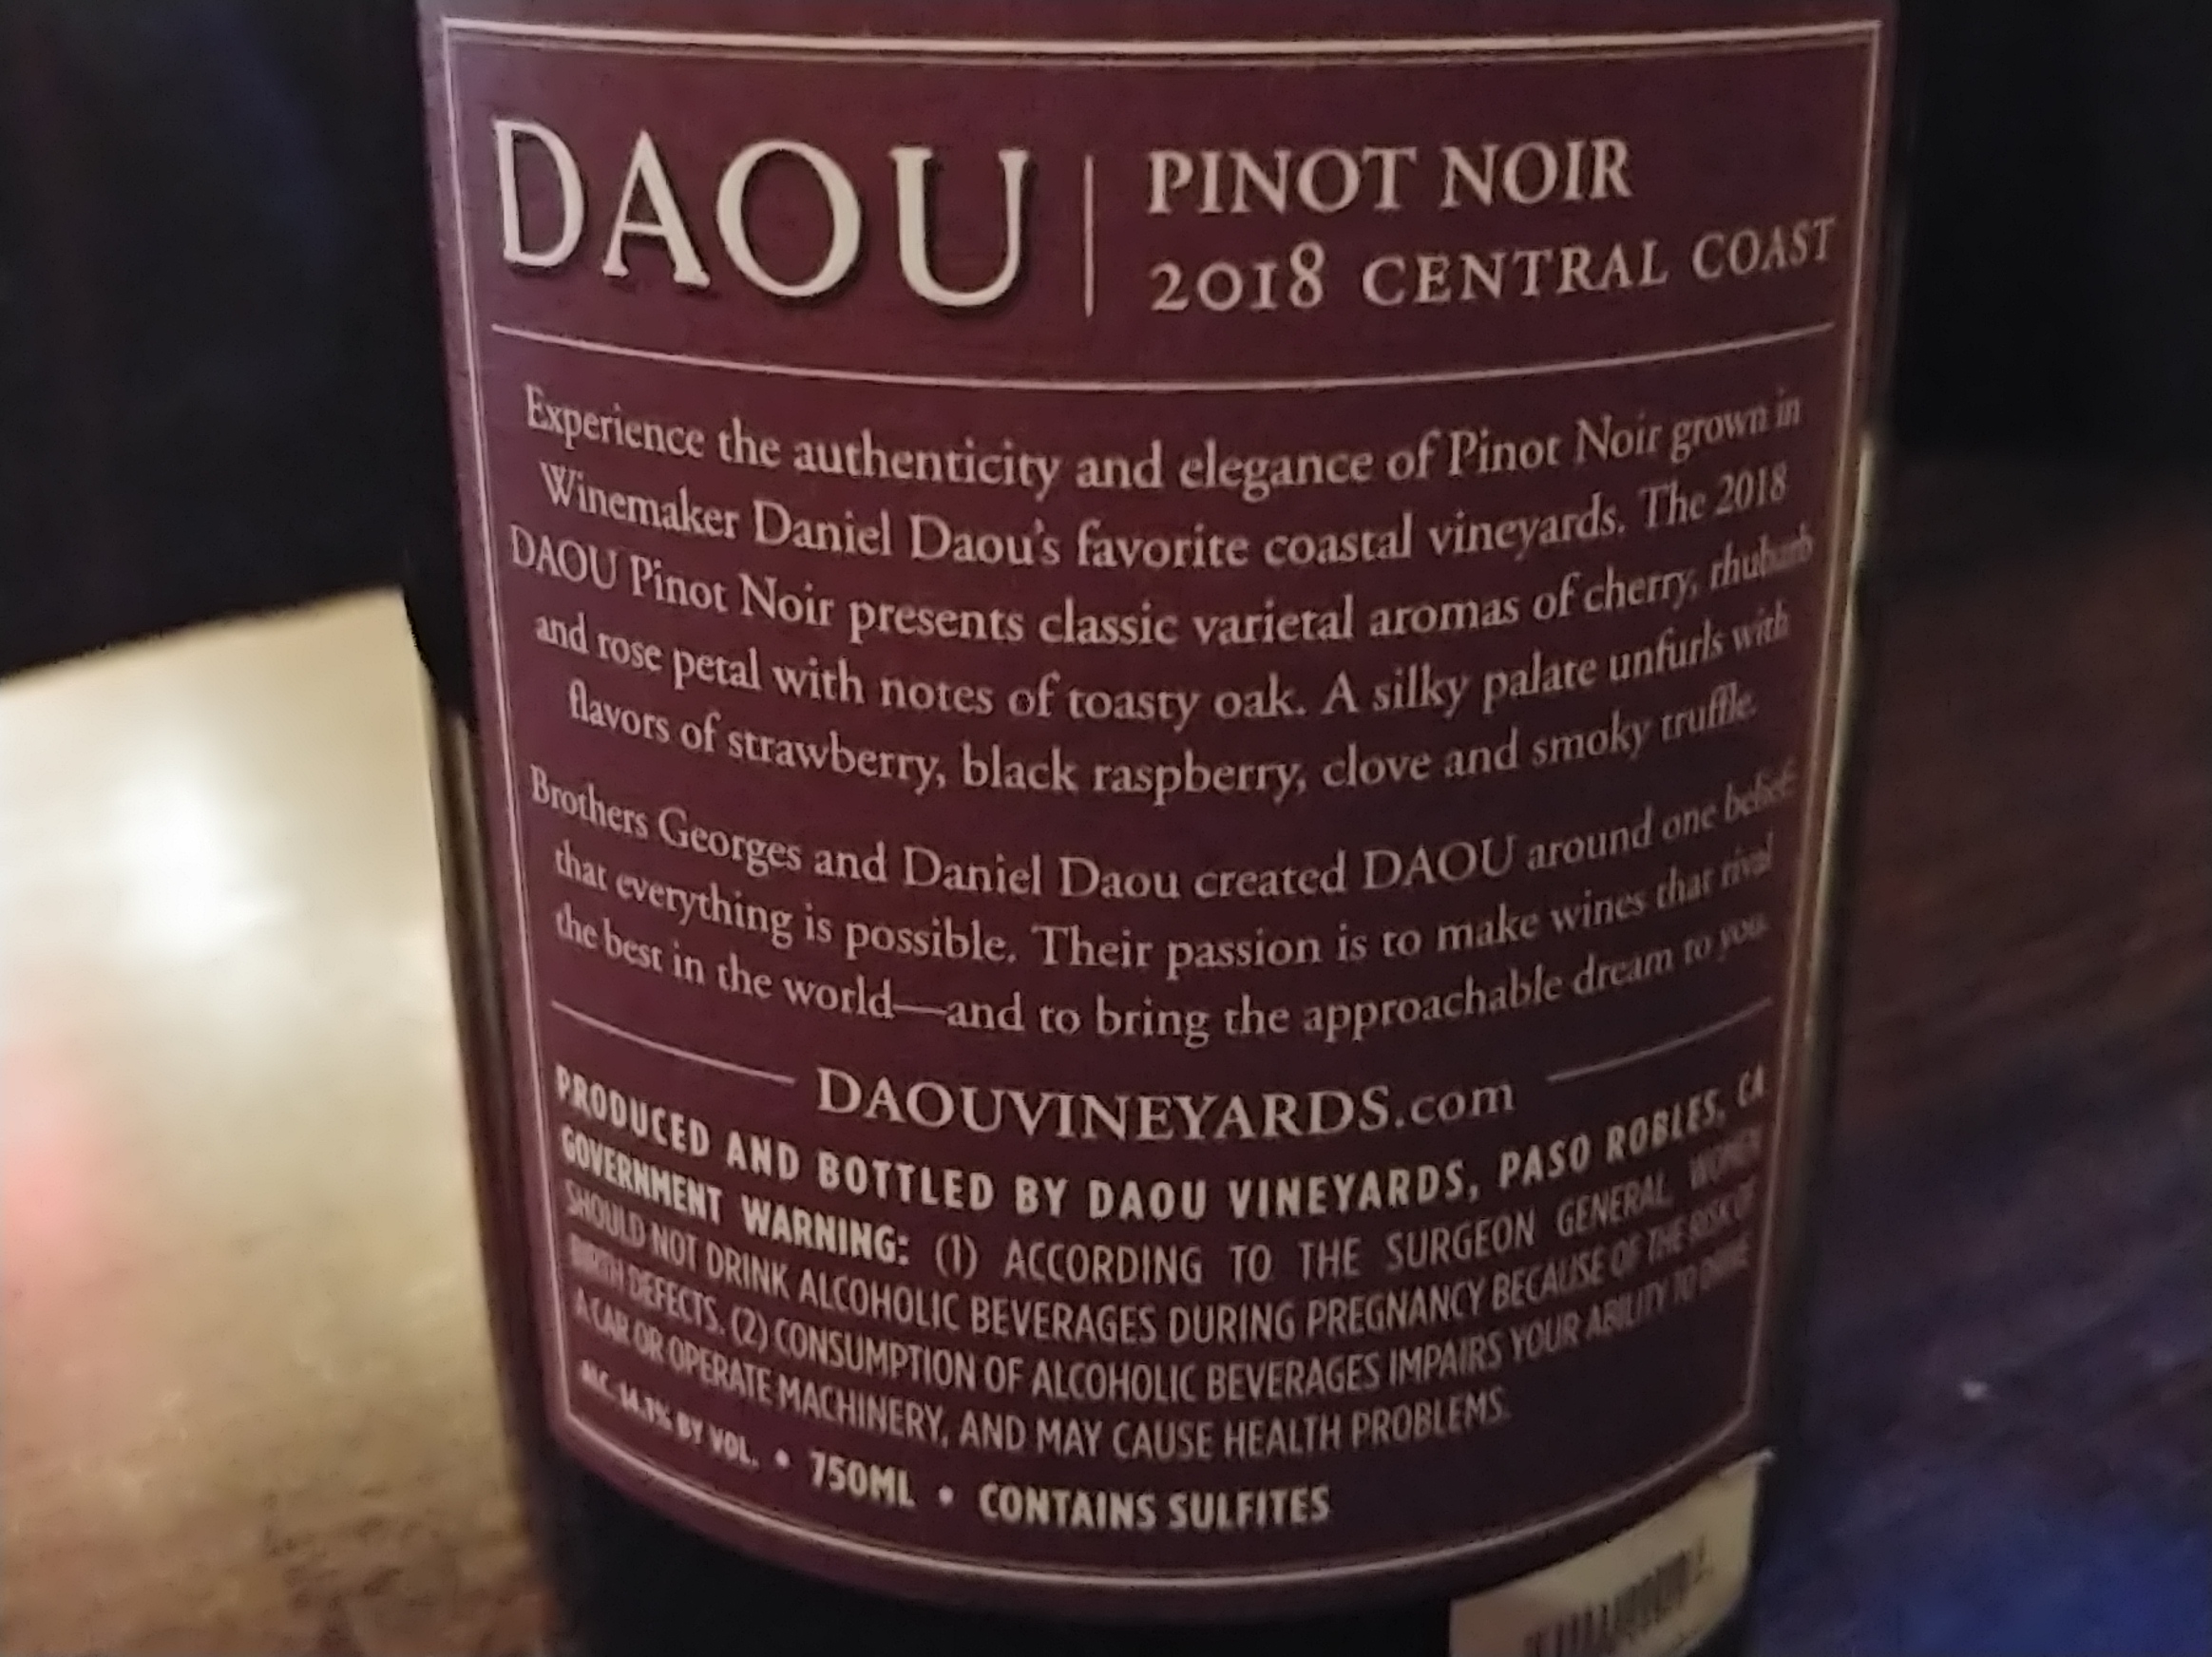 DAOU
PINOT NOIR
2018 CENTRAL COAST
Experience the authenticity and elegance of Pinot Noir grown in
Winemaker Daniel Daou's favorite coastal vineyards. The 2018
DAOU Pinot Noir presents classic varietal aromas of cherry, rhubarb
and rose petal with notes of toasty oak. A silky palate unfurls with
flavors of strawberry, black raspberry, clove and smoky truffle.
Brothers Georges and Daniel Daou created DAOU around one belief:
that everything is possible. Their passion is to make wines that rival
the best in the world—and to bring the approachable dream to you.
DAOUVINEYARDS.com
PRODUCED AND BOTTLED BY DAOU VINEYARDS, PASO ROBLES, CA
GOVERNMENT WARNING: (1) ACCORDING TO THE SURGEON GENERAL, WOMEN
SHOULD NOT DRINK ALCOHOLIC BEVERAGES DURING PREGNANCY BECAUSE OF THE RISK OF
BIRTH DEFECTS. (2) CONSUMPTION OF ALCOHOLIC BEVERAGES IMPAIRS YOUR ABILITY TO DRIVE
A CAR OR OPERATE MACHINERY, AND MAY CAUSE HEALTH PROBLEMS.
ALC. 14.1% BY VOL. • 750ML • CONTAINS SULFITES